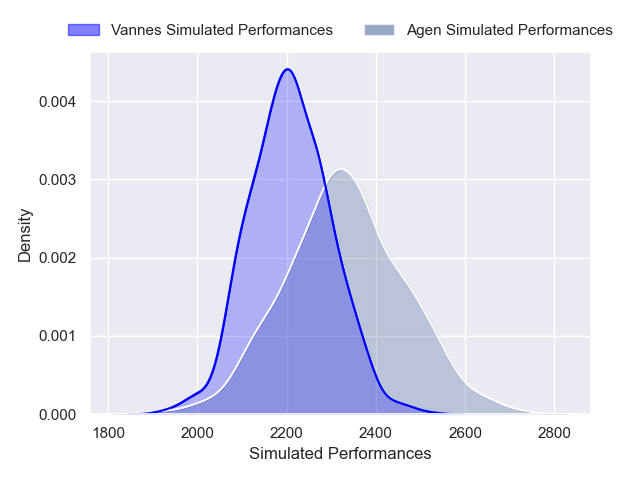 Vannes Simulated Performances Agen Simulated Performances
0.004
0.003
0.002
0.001
0.000
Density
1800 2000 2200 2400 2600 2800
Simulated Performances